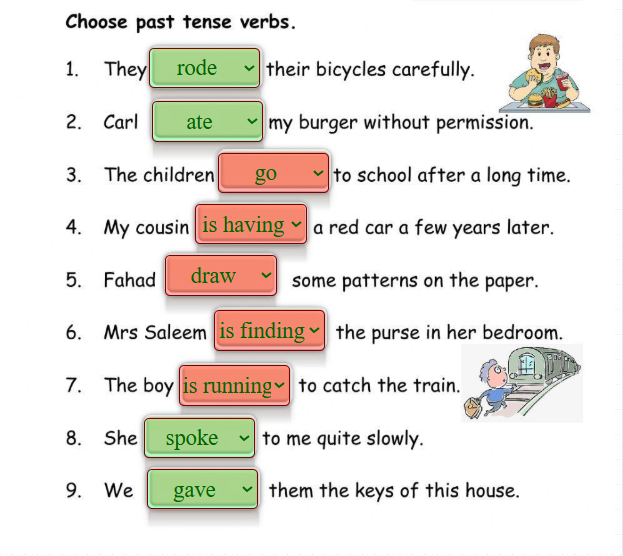 Choose past tense verbs.
1. They rode their bicycles carefully.
2. Carl ate my burger without permission.
3. The children go to school after a long time.
4. My cousin is having a red car a few years later.
5. Fahad draw some patterns on the paper.
6. Mrs Saleem is finding the purse in her bedroom.
7. The boy is running to catch the train.
8. She spoke to me quite slowly.
9. We gave them the keys of this house.